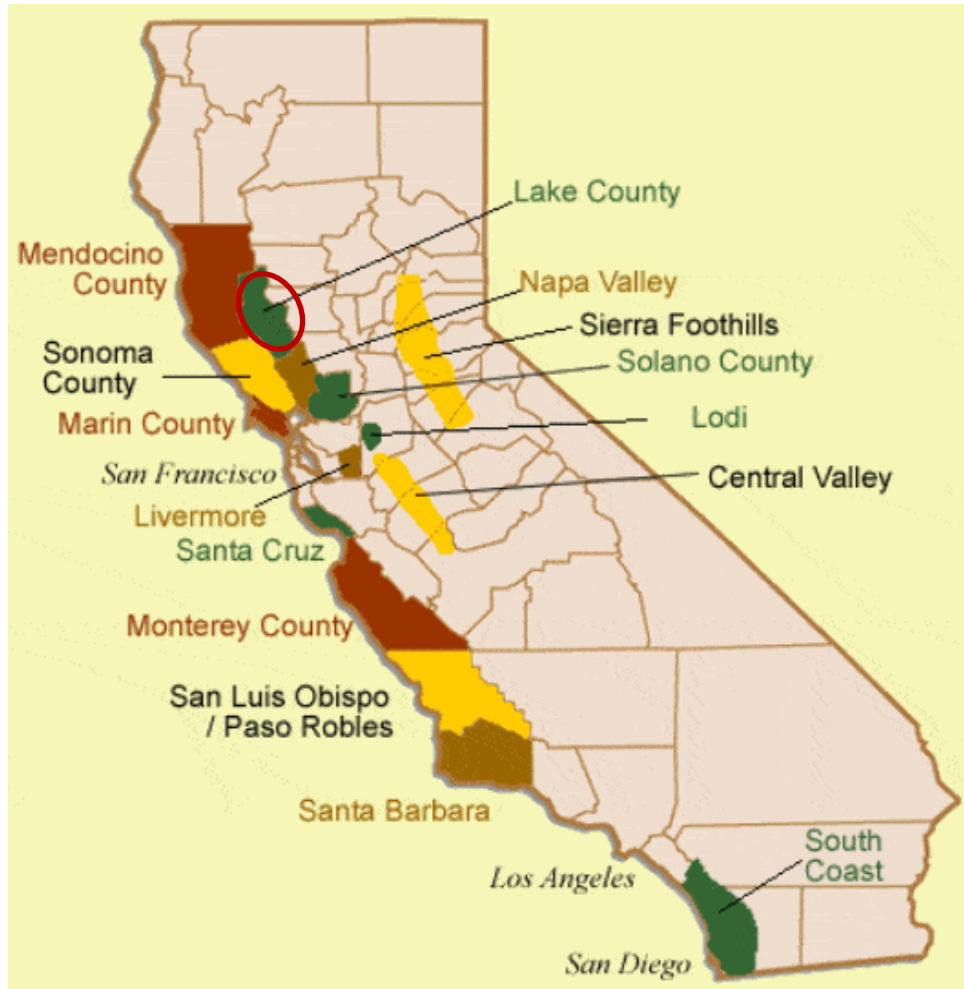 Lake County
Mendocino
County
Napa Valley
Sierra Foothills
Sonoma
County
Solano County
Marin County
Lodi
San Francisco
Central Valley
Livermore
Santa Cruz
Monterey County
San Luis Obispo
/ Paso Robles
Santa Barbara
South
Coast
Los Angeles
San Diego